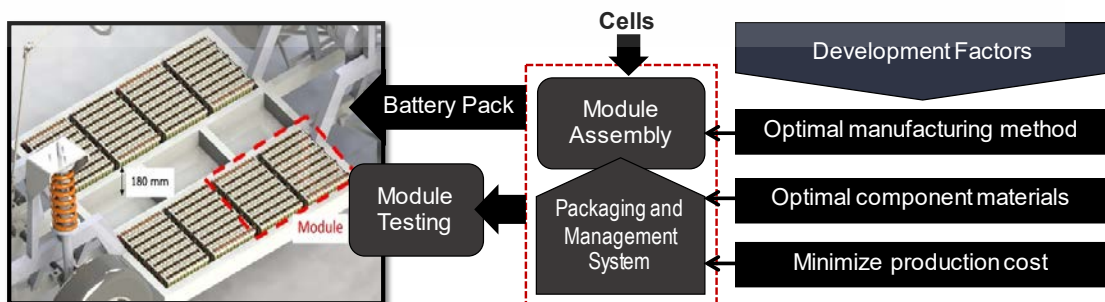 Cells
Development Factors
Battery Pack
Module
Assembly
Optimal manufacturing method
180 mm
Module
Module
Testing
Packaging and
Management
System
Optimal component materials
Minimize production cost